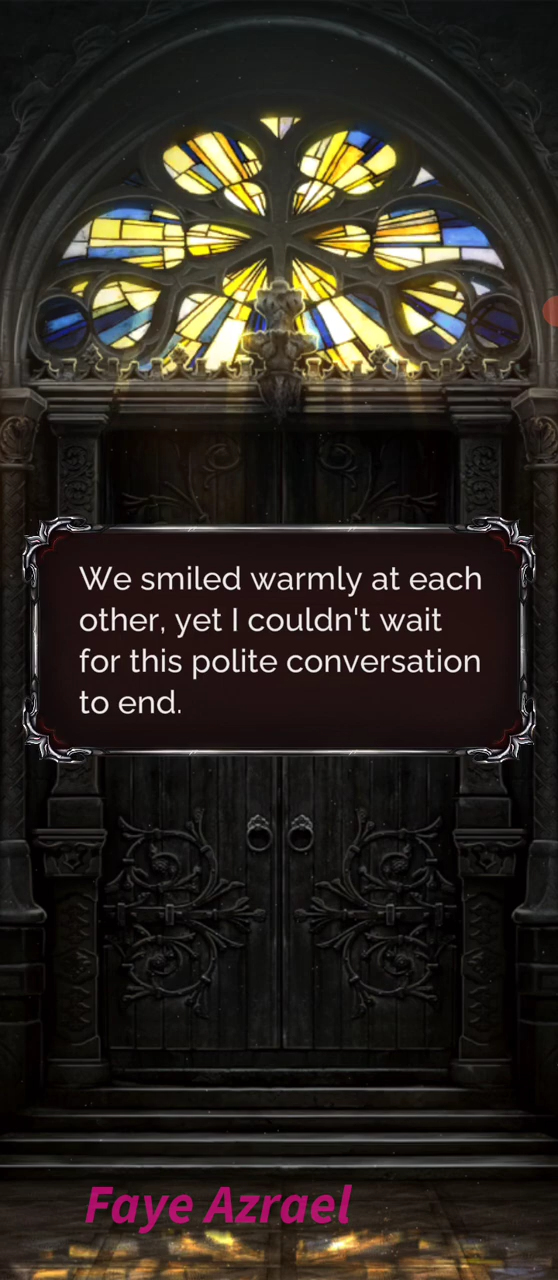 We smiled warmly at each
other, yet I couldn't wait
for this polite conversation
to end.
Faye Azrael